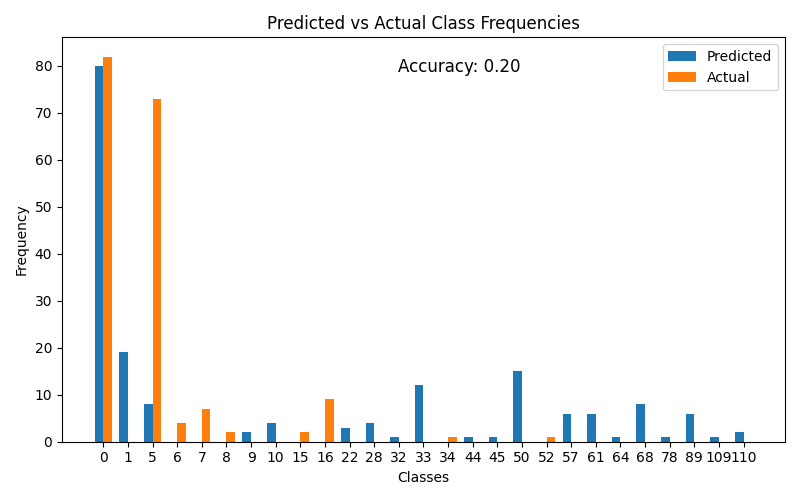 Predicted vs Actual Class Frequencies
Accuracy: 0.20
Predicted
Actual
Frequency
80
70
60
50
40
30
20
10
0
0 1 5 6 7 8 9 10 15 16 22 28 32 33 34 44 45 50 52 57 61 64 68 78 89 109 110
Classes